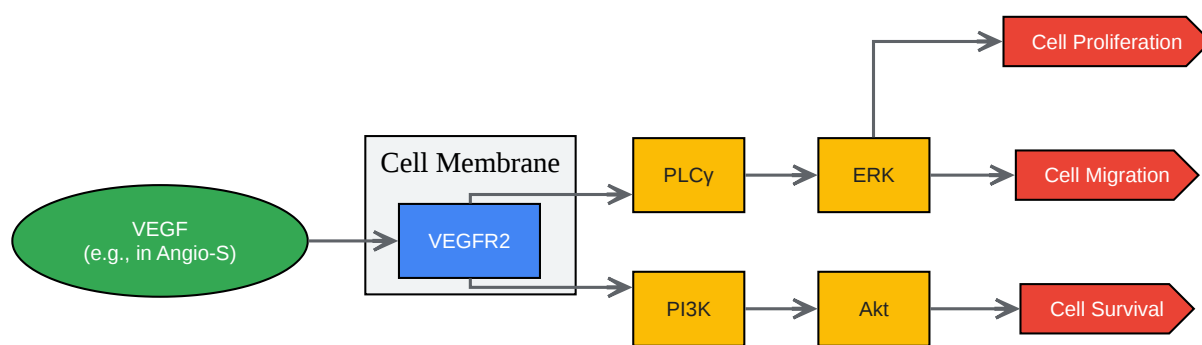 Cell Proliferation
Cell Membrane
PLCγ
ERK
Cell Migration
VEGF
(e.g., in Angio-S)
VEGFR2
PI3K
Akt
Cell Survival